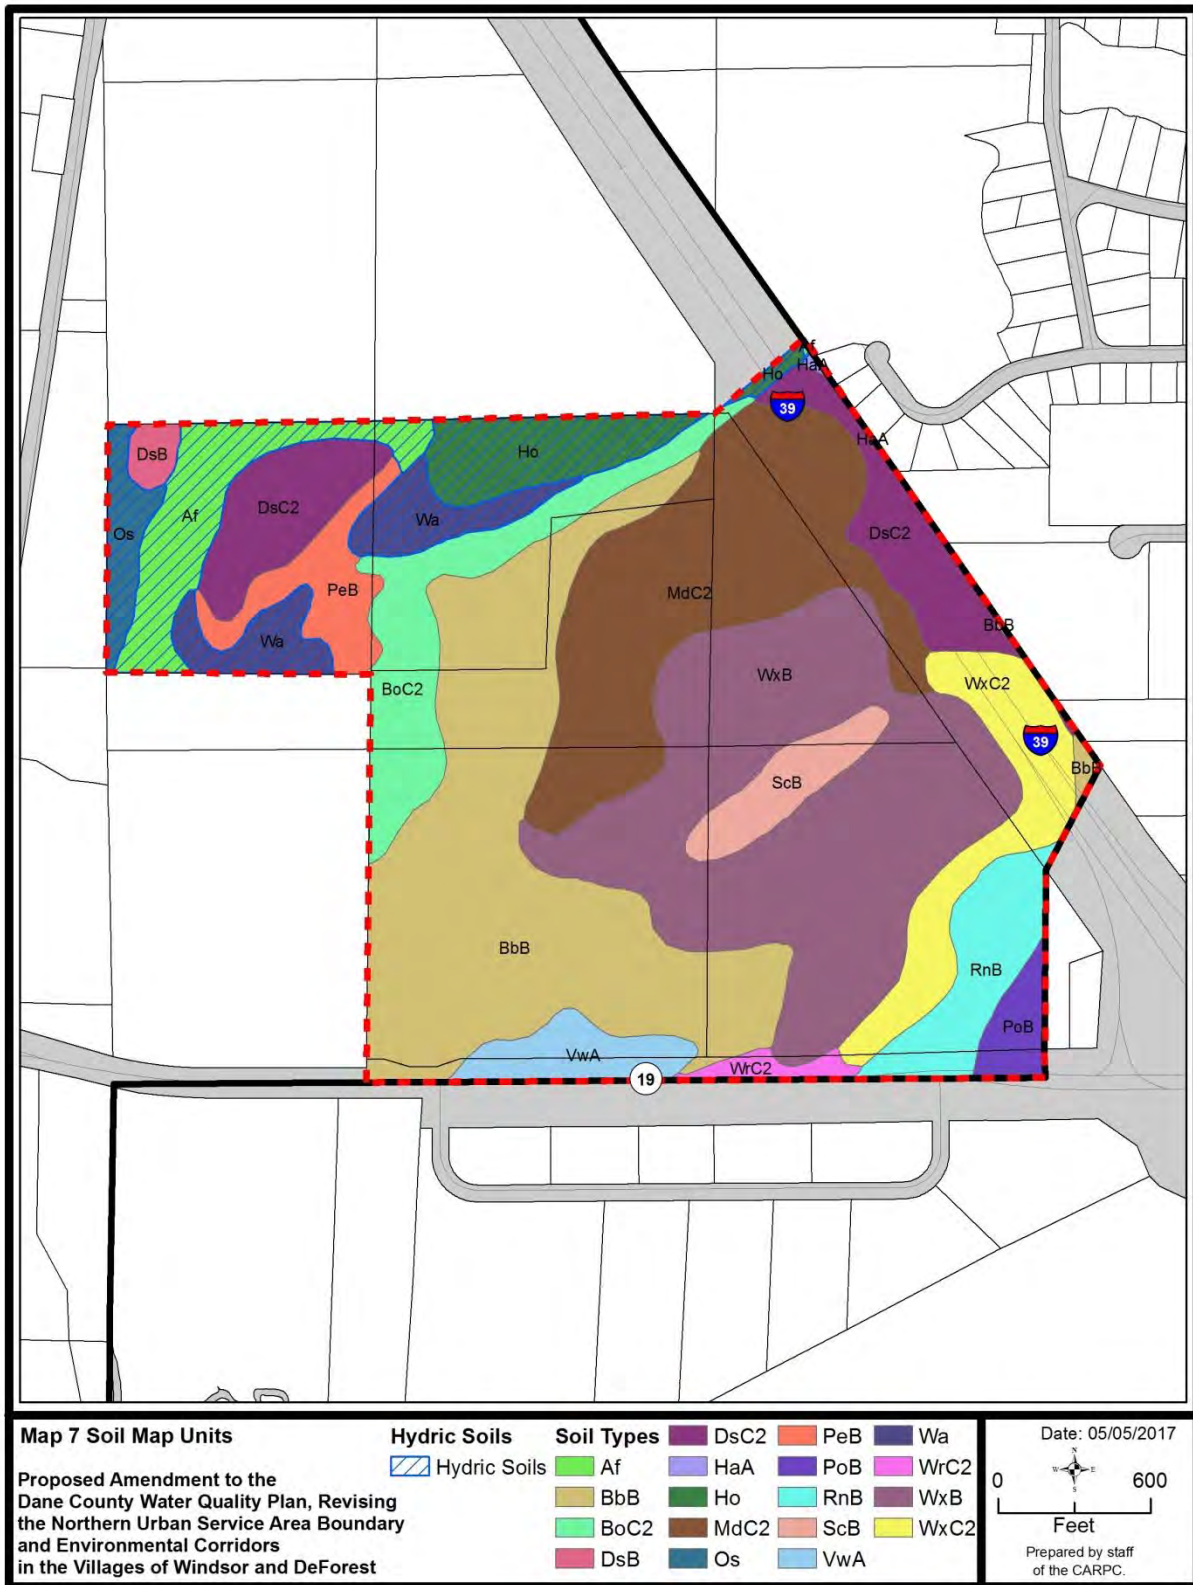 Af
HaA
Ho
39
HaA
DsB
Ho
DsC2
Af
Wa
Os
DsC2
PeB
MdC2
BbB
Wa
WxB
BoC2
WxC2
39
BbB
ScB
BbB
RnB
PoB
VwA
WrC2
19
Map 7 Soil Map Units
Proposed Amendment to the
Dane County Water Quality Plan, Revising
the Northern Urban Service Area Boundary
and Environmental Corridors
in the Villages of Windsor and DeForest
Hydric Soils
Hydric Soils
Soil Types
Af
BbB
BoC2
DsB
DsC2
HaA
Ho
MdC2
Os
PeB
PoB
RnB
ScB
VwA
Wa
WrC2
WxB
WxC2
Date: 05/05/2017
N
W E
S
0 600
Feet
Prepared by staff
of the CARPC.